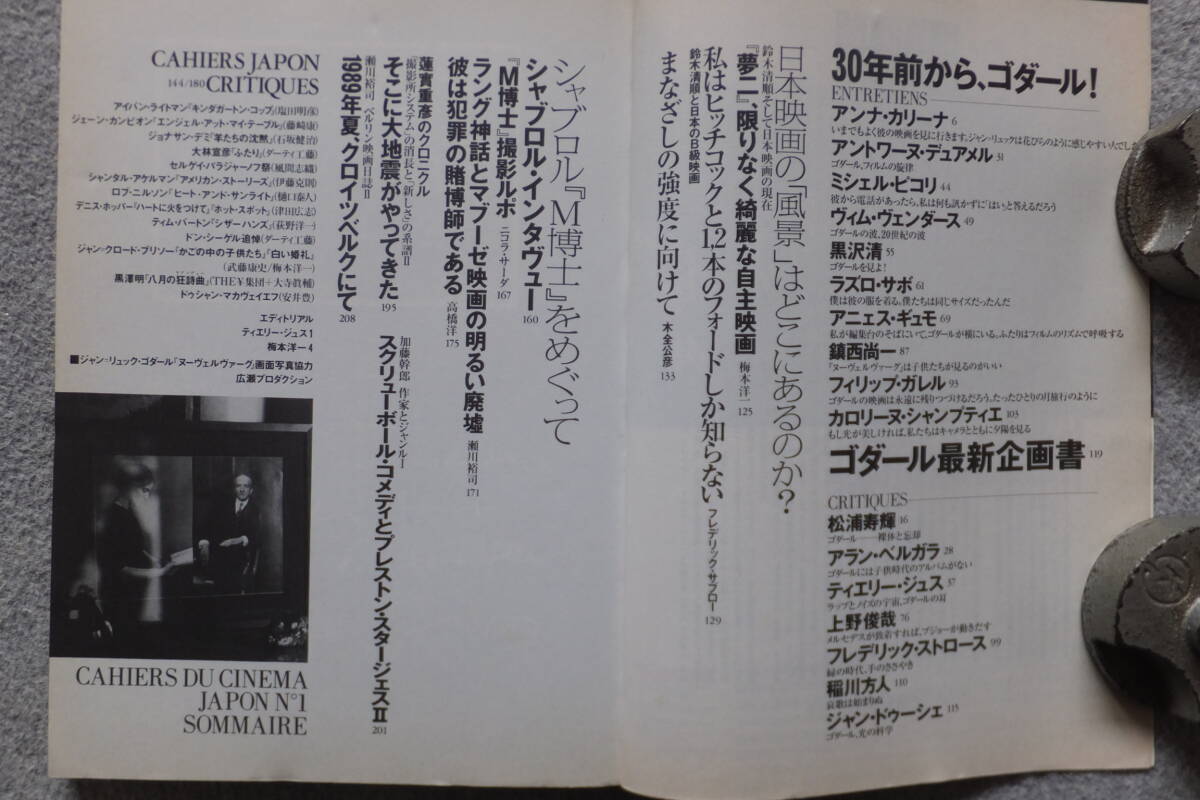 30年前から、ゴダール!
ENTRETIENS
アンナ・カリーナ 6
いまでもよく彼の映画を見に行きます、ジャン・リュックは花びらのように感じやすい人でした
アントワーヌ・デュアメル 31
ゴダール、フィルムの旋律
ミシェル・ピコリ 44
彼から電話があったら、私は何も訊かずに「はい」と答えるだろう
ヴィム・ヴェンダース 49
ゴダールの波、20世紀の波
黒沢清 55
ゴダールを見よ!
ラズロ・サボ 61
僕は彼の服を着る。僕たちは同じサイズだったんだ
アニェス・ギュモ 69
私が編集台のそばにいて、ゴダールが横にいる。ふたりはフィルムのリズムで呼吸する
鎮西尚一 87
『ヌーヴェルヴァーグ』は子供たちが見るのがいい
フィリップ・ガレル 93
ゴダールの映画は永遠に残りつづけるだろう。たったひとりの月旅行のように
カロリーヌ・シャンプティエ 103
もし光が美しければ、私たちはキャメラとともに夕陽を見る
ゴダール最新企画書 119
CRITIQUES
松浦寿輝 16
ゴダール——裸体と忘却
アラン・ベルガラ 28
ゴダールには子供時代のアルバムがない
ティエリー・ジュス 37
ラップとノイズの宇宙、ゴダールの耳
上野俊哉 76
メルセデスが到着すれば、プジョーが動きだす
フレデリック・ストロース 99
手のささやき
稲川方人 110
哀歌は始まりぬ
ジャン・ドゥーシェ 115
ゴダール、光の科学
日本映画の「風景」はどこにあるのか?
鈴木清順そして日本映画の現在
『夢二』、限りなく綺麗な自主映画 梅本洋一 125
私はヒッチコックと1,2本のフォードしか知らない フレデリック・サブロー 129
鈴木清順と日本のB級映画
まなざしの強度に向けて 木全公彦 133
シャブロル『M博士』をめぐって
シャブロル・インタヴュー 160
『M博士』撮影ルポ ニコラ・サーダ 167
ラング神話とマブーゼ映画の明るい廃墟 瀬川裕司 171
彼は犯罪の賭博師である 高橋洋 175
蓮實重彦のクロニクル
「撮影所システム」の消長と「新しさ」の系譜II
そこに大地震がやってきた 195
加藤幹郎 作家とジャンルー
スクリューボール・コメディとプレストン・スタージェスII 201
瀬川裕司 ベルリン映画日誌II
1989年夏、クロイツベルクにて 208
CAHIERS JAPON
144/180 CRITIQUES
アイバン・ライトマン『キンダガートン・コップ』(塩田明彦)
ジェーン・カンピオン『エンジェル・アット・マイ・テーブル』(藤崎康)
ジョナサン・デミ『羊たちの沈黙』(石坂健治)
大林宣彦『ふたり』(ダーティ工藤)
セルゲイ・パラジャーノフ祭(風間志織)
シャンタル・アケルマン『アメリカン・ストーリーズ』(伊藤克則)
ロブ・ニルソン『ヒート・アンド・サンライト』(樋口泰人)
デニス・ホッパー『ハートに火をつけて』『ホット・スポット』(津田広志)
ティム・バートン『シザーハンズ』(荻野洋一)
ドン・シーゲル追悼(ダーティ工藤)
ジャン・クロード・ブリソー『かごの中の子供たち』『白い婚礼』
(武藤康史/梅本洋一)
黒澤明『八月の狂詩曲』(THE¥集団+大寺眞輔)
ドゥシャン・マカヴェイエフ(安井豊)
エディトリアル
ティエリー・ジュス 1
梅本洋一 4
■ジャン=リュック・ゴダール『ヌーヴェルヴァーグ』画面写真協力
広瀬プロダクション
CAHIERS DU CINEMA
JAPON N°1
SOMMAIRE